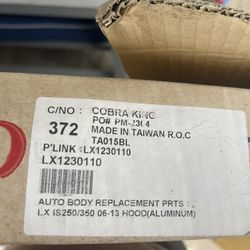 C/NO : COBRA KING
PO# PM-2304
372 MADE IN TAIWAN R.O.C
TA015BL
P'LINK :LX1230110
LX1230110
AUTO BODY REPLACEMENT PRTS :
LX IS250/350 06-13 HOOD(ALUMINUM)